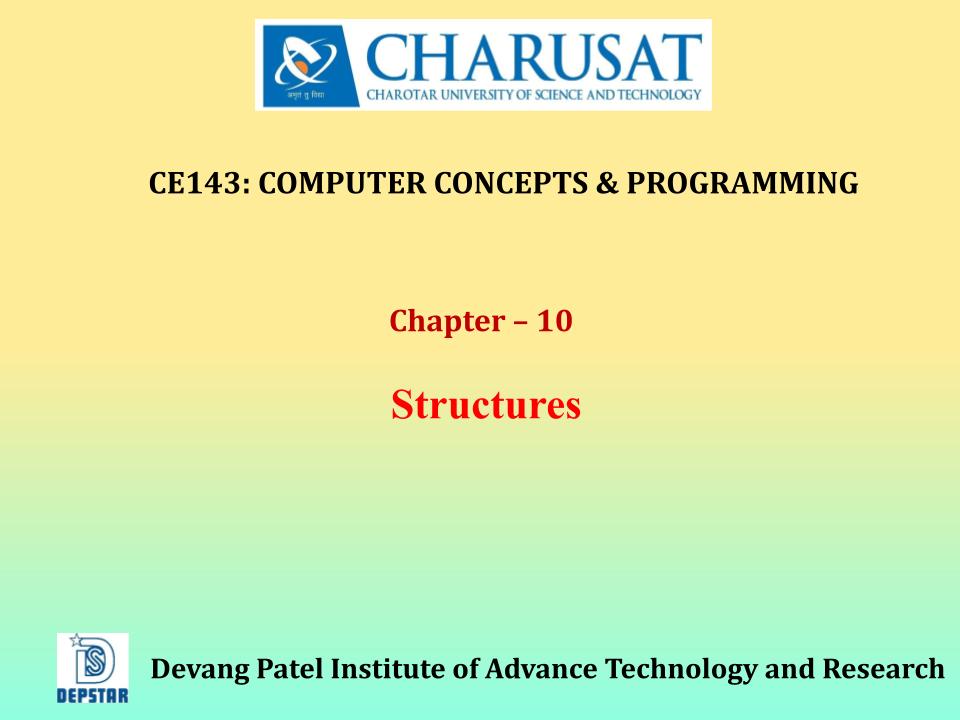 CHARUSAT
अमृतं तु विद्या
CHAROTAR UNIVERSITY OF SCIENCE AND TECHNOLOGY
CE143: COMPUTER CONCEPTS & PROGRAMMING
Chapter – 10
Structures
DEPSTAR
Devang Patel Institute of Advance Technology and Research